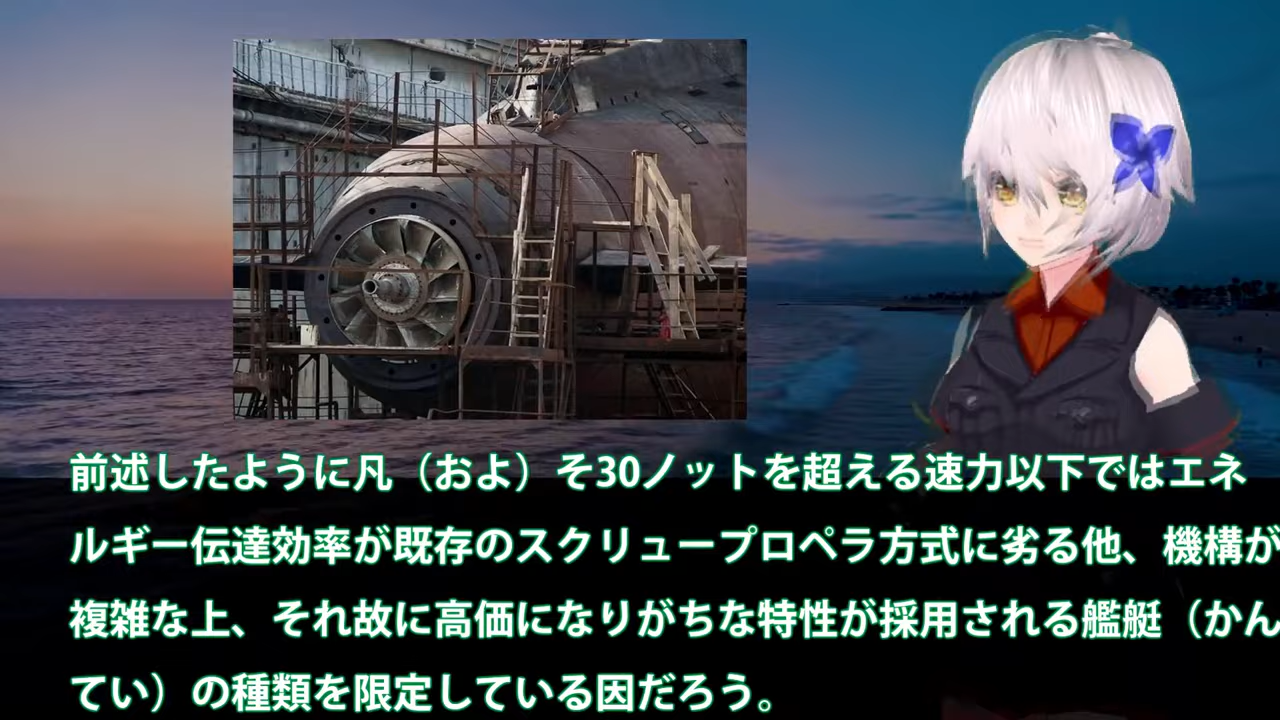 前述したように凡（およ）そ30ノットを超える速力以下ではエネ
ルギー伝達効率が既存のスクリュープロペラ方式に劣る他、機構が
複雑な上、それ故に高価になりがちな特性が採用される艦艇（かん
てい）の種類を限定している因だろう。